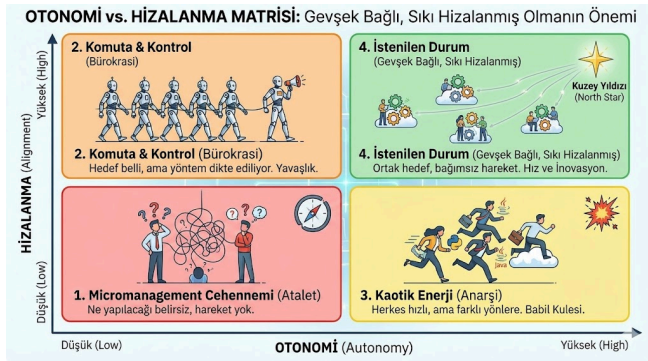 OTONOMİ vs. HİZALANMA MATRİSİ: Gevşek Bağlı, Sıkı Hizalanmış Olmanın Önemi
HİZALANMA (Alignment)
Yüksek (High)
Düşük (Low)
2. Komuta & Kontrol
(Bürokrasi)
2. Komuta & Kontrol (Bürokrasi)
Hedef belli, ama yöntem dikte ediliyor. Yavaşlık.
4. İstenilen Durum
(Gevşek Bağlı, Sıkı Hizalanmış)
Kuzey Yıldızı
(North Star)
4. İstenilen Durum (Gevşek Bağlı, Sıkı Hizalanmış)
Ortak hedef, bağımsız hareket. Hız ve İnovasyon.
? ? ?
? ?
1. Micromanagement Cehennemi (Atalet)
Ne yapılacağı belirsiz, hareket yok.
Java
3. Kaotik Enerji (Anarşi)
Herkes hızlı, ama farklı yönlere. Babil Kulesi.
Düşük (Low)
OTONOMİ (Autonomy)
Yüksek (High)